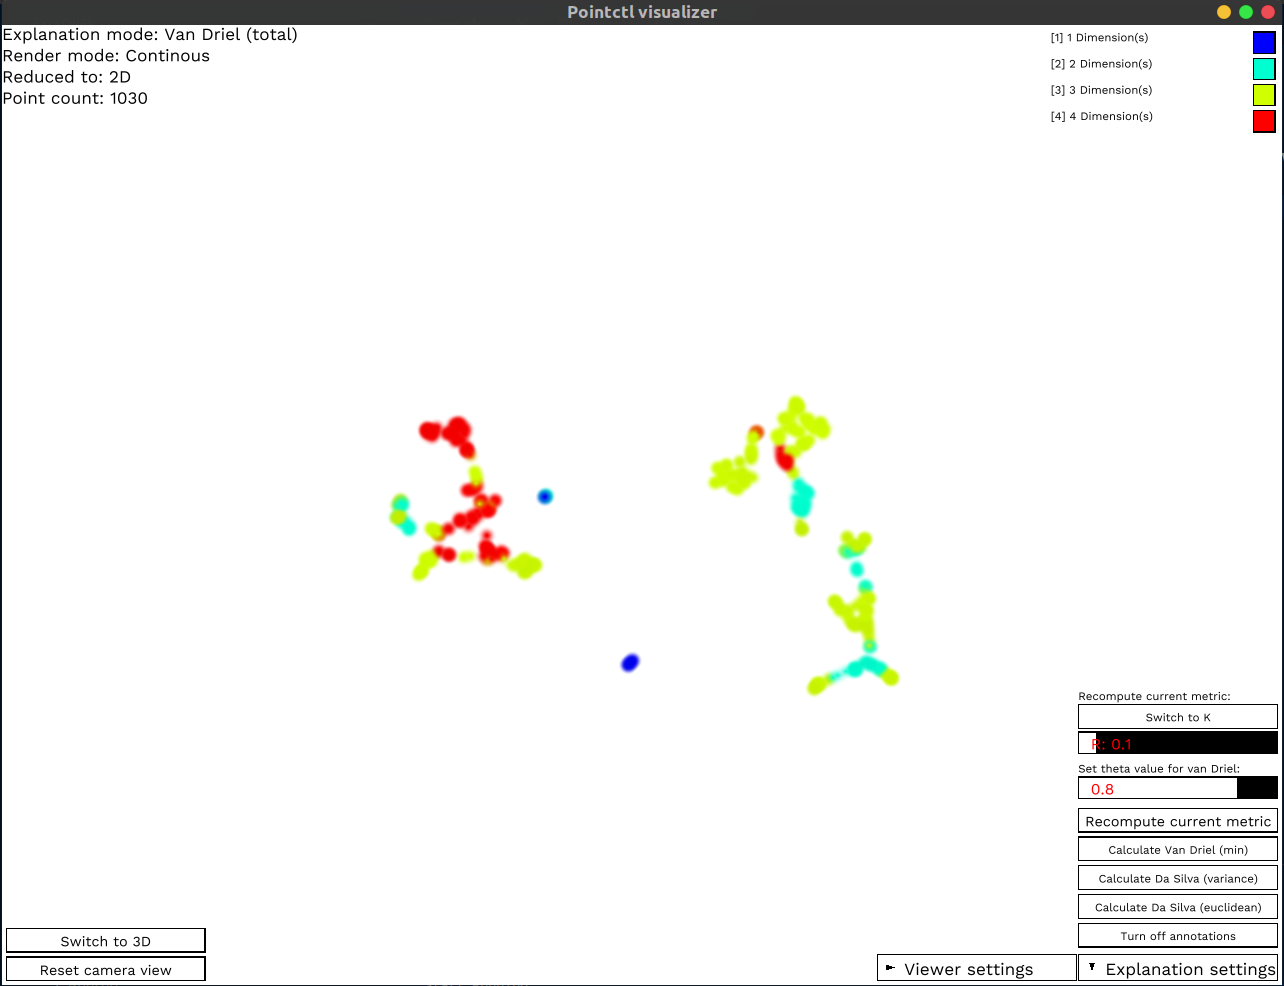 Pointctl visualizer
Explanation mode: Van Driel (total)
Render mode: Continous
Reduced to: 2D
Point count: 1030
[1] 1 Dimension(s)
[2] 2 Dimension(s)
[3] 3 Dimension(s)
[4] 4 Dimension(s)
Recompute current metric:
Switch to K
R: 0.1
Set theta value for van Driel:
0.8
Recompute current metric
Calculate Van Driel (min)
Calculate Da Silva (variance)
Calculate Da Silva (euclidean)
Turn off annotations
Switch to 3D
Reset camera view
Viewer settings
Explanation settings